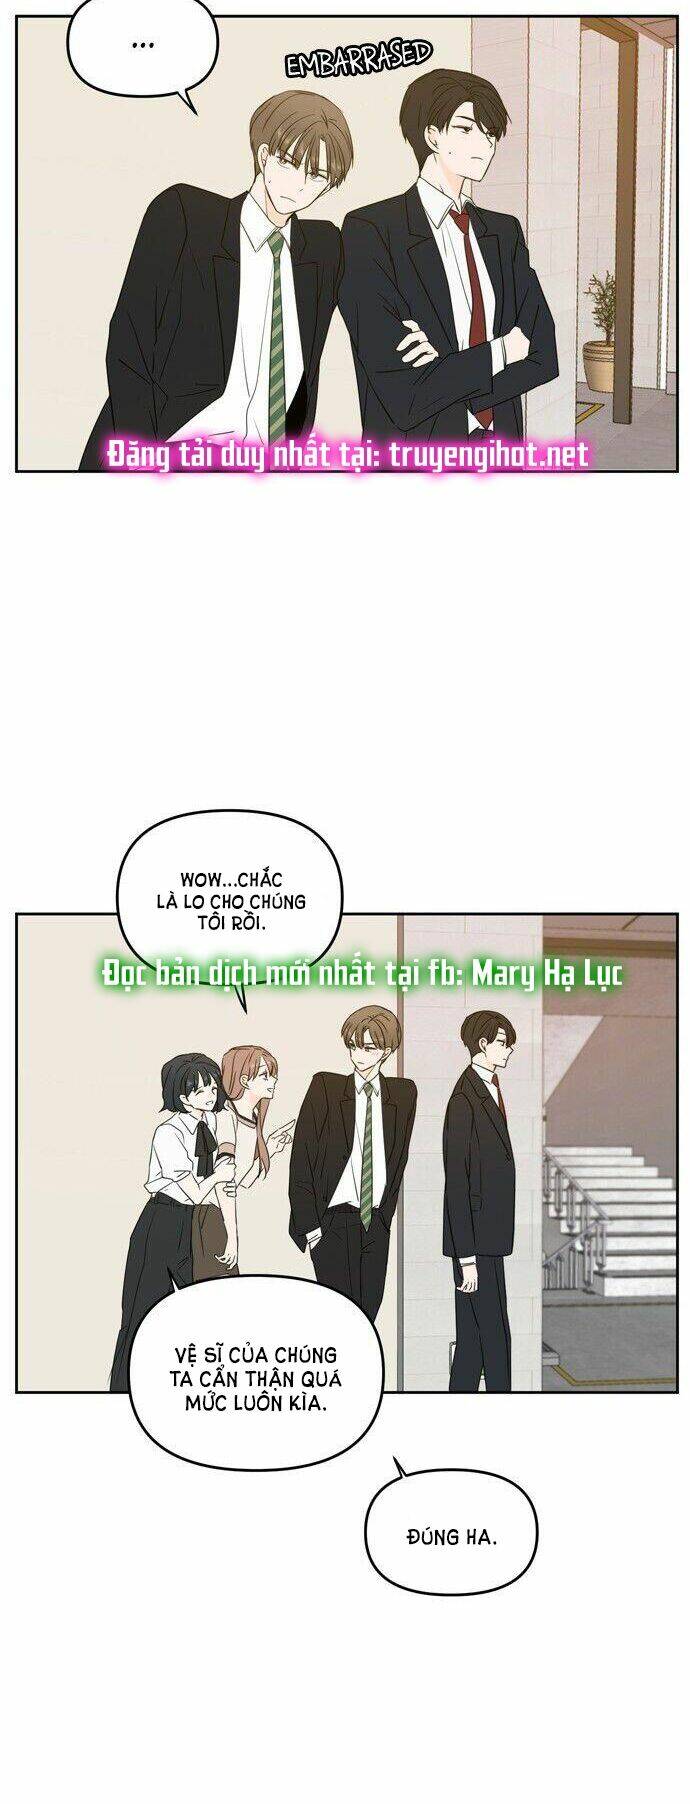 ...
EMBARRASED
Đăng tải duy nhất tại: truyengihot.net
WOW...CHẮC
LÀ LO CHO CHÚNG
TÔI RỒI.
Đọc bản dịch mới nhất tại fb: Mary Hạ Lục
VỆ SĨ CỦA CHÚNG
TA CẨN THẬN QUÁ
MỨC LUÔN KÌA.
ĐÚNG HA.